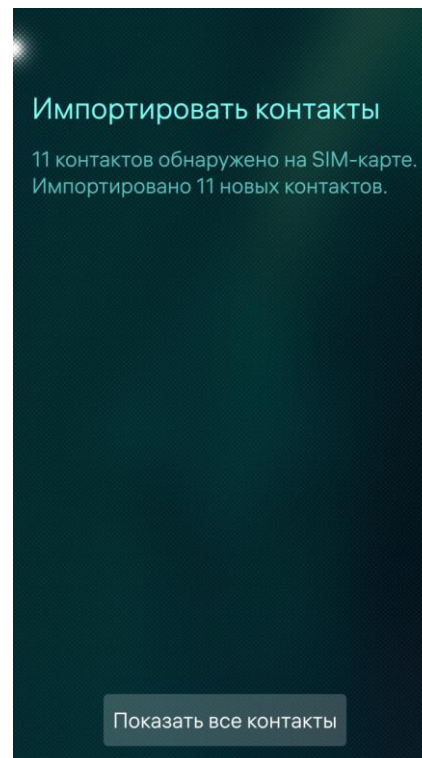 Импортировать контакты
11 контактов обнаружено на SIM-карте.
Импортировано 11 новых контактов.
Показать все контакты